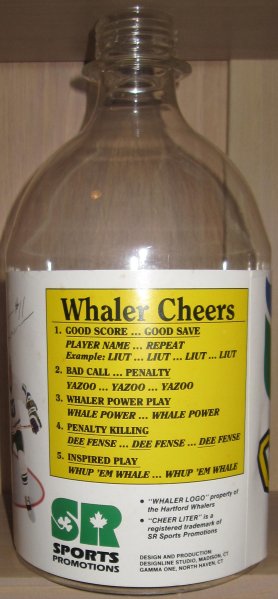 Whaler Cheers
1. GOOD SCORE ... GOOD SAVE
PLAYER NAME ... REPEAT
Example: LIUT ... LIUT ... LIUT ... LIUT
2. BAD CALL ... PENALTY
YAZOO ... YAZOO ... YAZOO
3. WHALER POWER PLAY
WHALE POWER ... WHALE POWER
4. PENALTY KILLING
DEE FENSE ... DEE FENSE ... DEE FENSE
5. INSPIRED PLAY
WHUP 'EM WHALE ... WHUP 'EM WHALE
SR
SPORTS
PROMOTIONS
• "WHALER LOGO" property of
the Hartford Whalers
• "CHEER LITER" is a
registered trademark of
SR Sports Promotions
DESIGN AND PRODUCTION
DESIGNLINE STUDIO, MADISON, CT
GAMMA ONE, NORTH HAVEN, CT